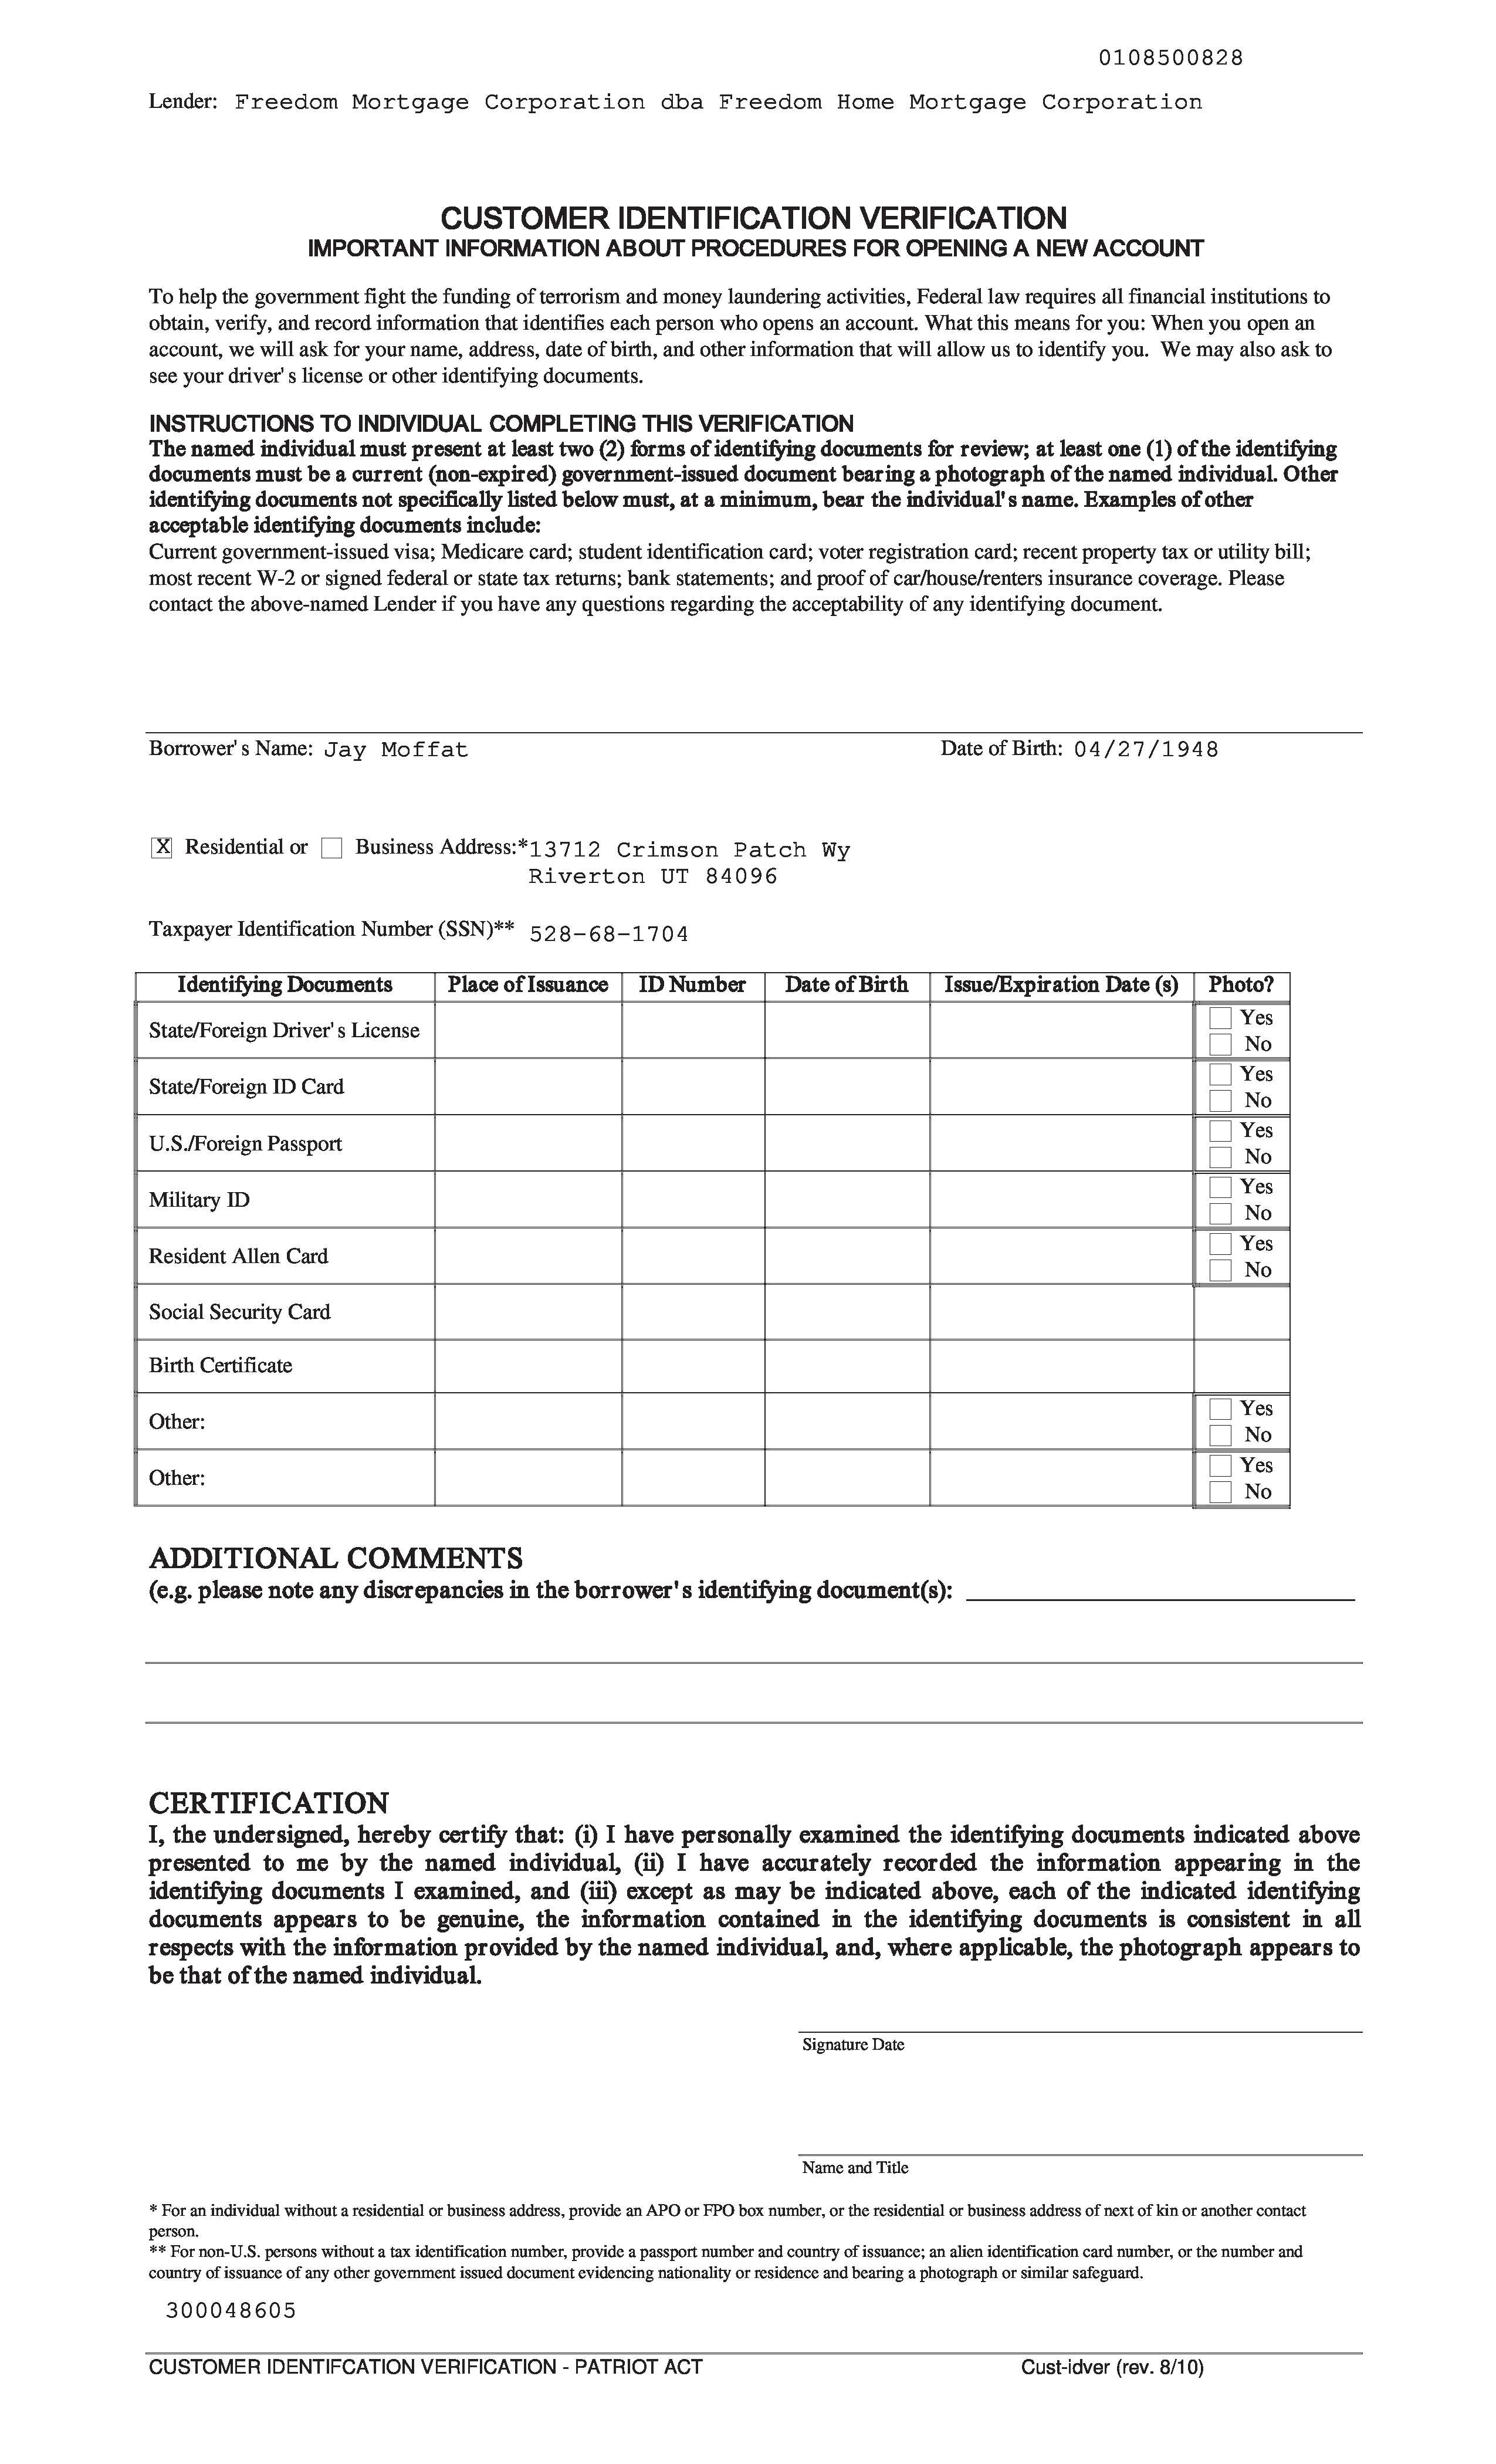 0108500828
Lender: Freedom Mortgage Corporation dba Freedom Home Mortgage Corporation
CUSTOMER IDENTIFICATION VERIFICATION
IMPORTANT INFORMATION ABOUT PROCEDURES FOR OPENING A NEW ACCOUNT
To help the government fight the funding of terrorism and money laundering activities, Federal law requires all financial institutions to
obtain, verify, and record information that identifies each person who opens an account. What this means for you: When you open an
account, we will ask for your name, address, date of birth, and other information that will allow us to identify you. We may also ask to
see your driver's license or other identifying documents.
INSTRUCTIONS TO INDIVIDUAL COMPLETING THIS VERIFICATION
The named individual must present at least two (2) forms of identifying documents for review; at least one (1) of the identifying
documents must be a current (non-expired) government-issued document bearing a photograph of the named individual. Other
identifying documents not specifically listed below must, at a minimum, bear the individual's name. Examples of other
acceptable identifying documents include:
Current government-issued visa; Medicare card; student identification card; voter registration card; recent property tax or utility bill;
most recent W-2 or signed federal or state tax returns; bank statements; and proof of car/house/renters insurance coverage. Please
contact the above-named Lender if you have any questions regarding the acceptability of any identifying document.
Borrower's Name: Jay Moffat Date of Birth: 04/27/1948
X Residential or Business Address:*13712 Crimson Patch Wy
Riverton UT 84096
Taxpayer Identification Number (SSN)** 528-68-1704
Identifying Documents Place of Issuance ID Number Date of Birth Issue/Expiration Date (s) Photo?
State/Foreign Driver's License Yes
No
State/Foreign ID Card Yes
No
U.S./Foreign Passport Yes
No
Military ID Yes
No
Resident Allen Card Yes
No
Social Security Card
Birth Certificate
Other: Yes
No
Other: Yes
No
ADDITIONAL COMMENTS
(e.g. please note any discrepancies in the borrower's identifying document(s):
CERTIFICATION
I, the undersigned, hereby certify that: (i) I have personally examined the identifying documents indicated above
presented to me by the named individual, (ii) I have accurately recorded the information appearing in the
identifying documents I examined, and (iii) except as may be indicated above, each of the indicated identifying
documents appears to be genuine, the information contained in the identifying documents is consistent in all
respects with the information provided by the named individual, and, where applicable, the photograph appears to
be that of the named individual.
Signature Date
Name and Title
* For an individual without a residential or business address, provide an APO or FPO box number, or the residential or business address of next of kin or another contact
person.
** For non-U.S. persons without a tax identification number, provide a passport number and country of issuance; an alien identification card number, or the number and
country of issuance of any other government issued document evidencing nationality or residence and bearing a photograph or similar safeguard.
300048605
CUSTOMER IDENTIFCATION VERIFICATION - PATRIOT ACT Cust-idver (rev. 8/10)